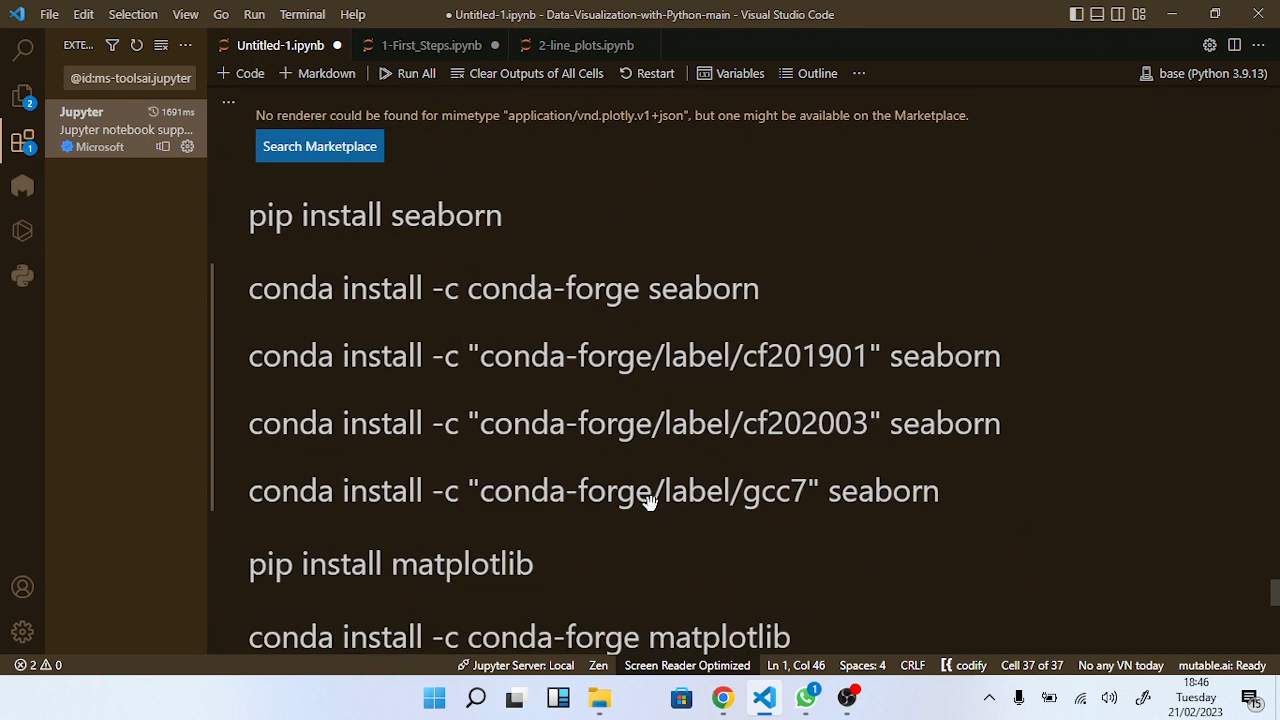 File Edit Selection View Go Run Terminal Help
● Untitled-1.ipynb - Data-Visualization-with-Python-main - Visual Studio Code
EXTE...
Untitled-1.ipynb ●
1-First_Steps.ipynb ●
2-line_plots.ipynb
@id:ms-toolsai.jupyter
+ Code + Markdown Run All Clear Outputs of All Cells Restart Variables Outline ...
base (Python 3.9.13)
Jupyter 1691ms
Jupyter notebook supp...
Microsoft
2
1
...
No renderer could be found for mimetype "application/vnd.plotly.v1+json", but one might be available on the Marketplace.
Search Marketplace
pip install seaborn
conda install -c conda-forge seaborn
conda install -c "conda-forge/label/cf201901" seaborn
conda install -c "conda-forge/label/cf202003" seaborn
conda install -c "conda-forge/label/gcc7" seaborn
pip install matplotlib
conda install -c conda-forge matplotlib
2 0 Jupyter Server: Local Zen Screen Reader Optimized Ln 1, Col 46 Spaces: 4 CRLF codify Cell 37 of 37 No any VN today mutableai: Ready
1
18:46
Tuesday
21/02/2023
15